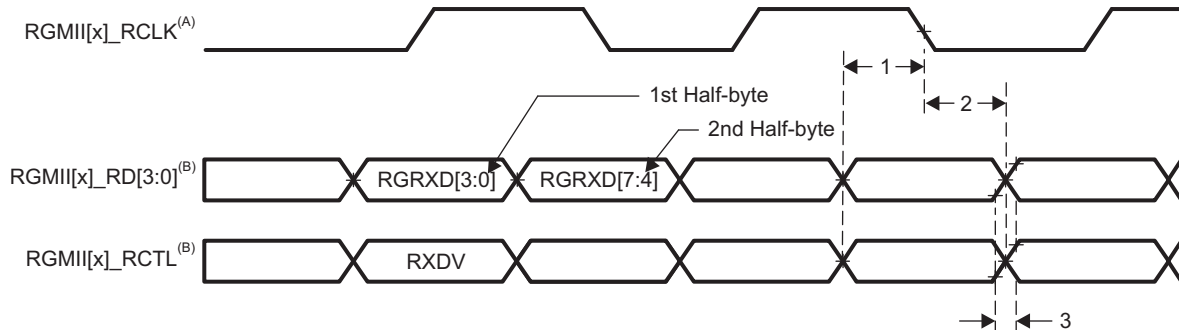 RGMII[x]_RCLK(A)
1
1st Half-byte
2
2nd Half-byte
RGMII[x]_RD[3:0](B)
RGRXD[3:0]
RGRXD[7:4]
RGMII[x]_RCTL(B)
RXDV
3